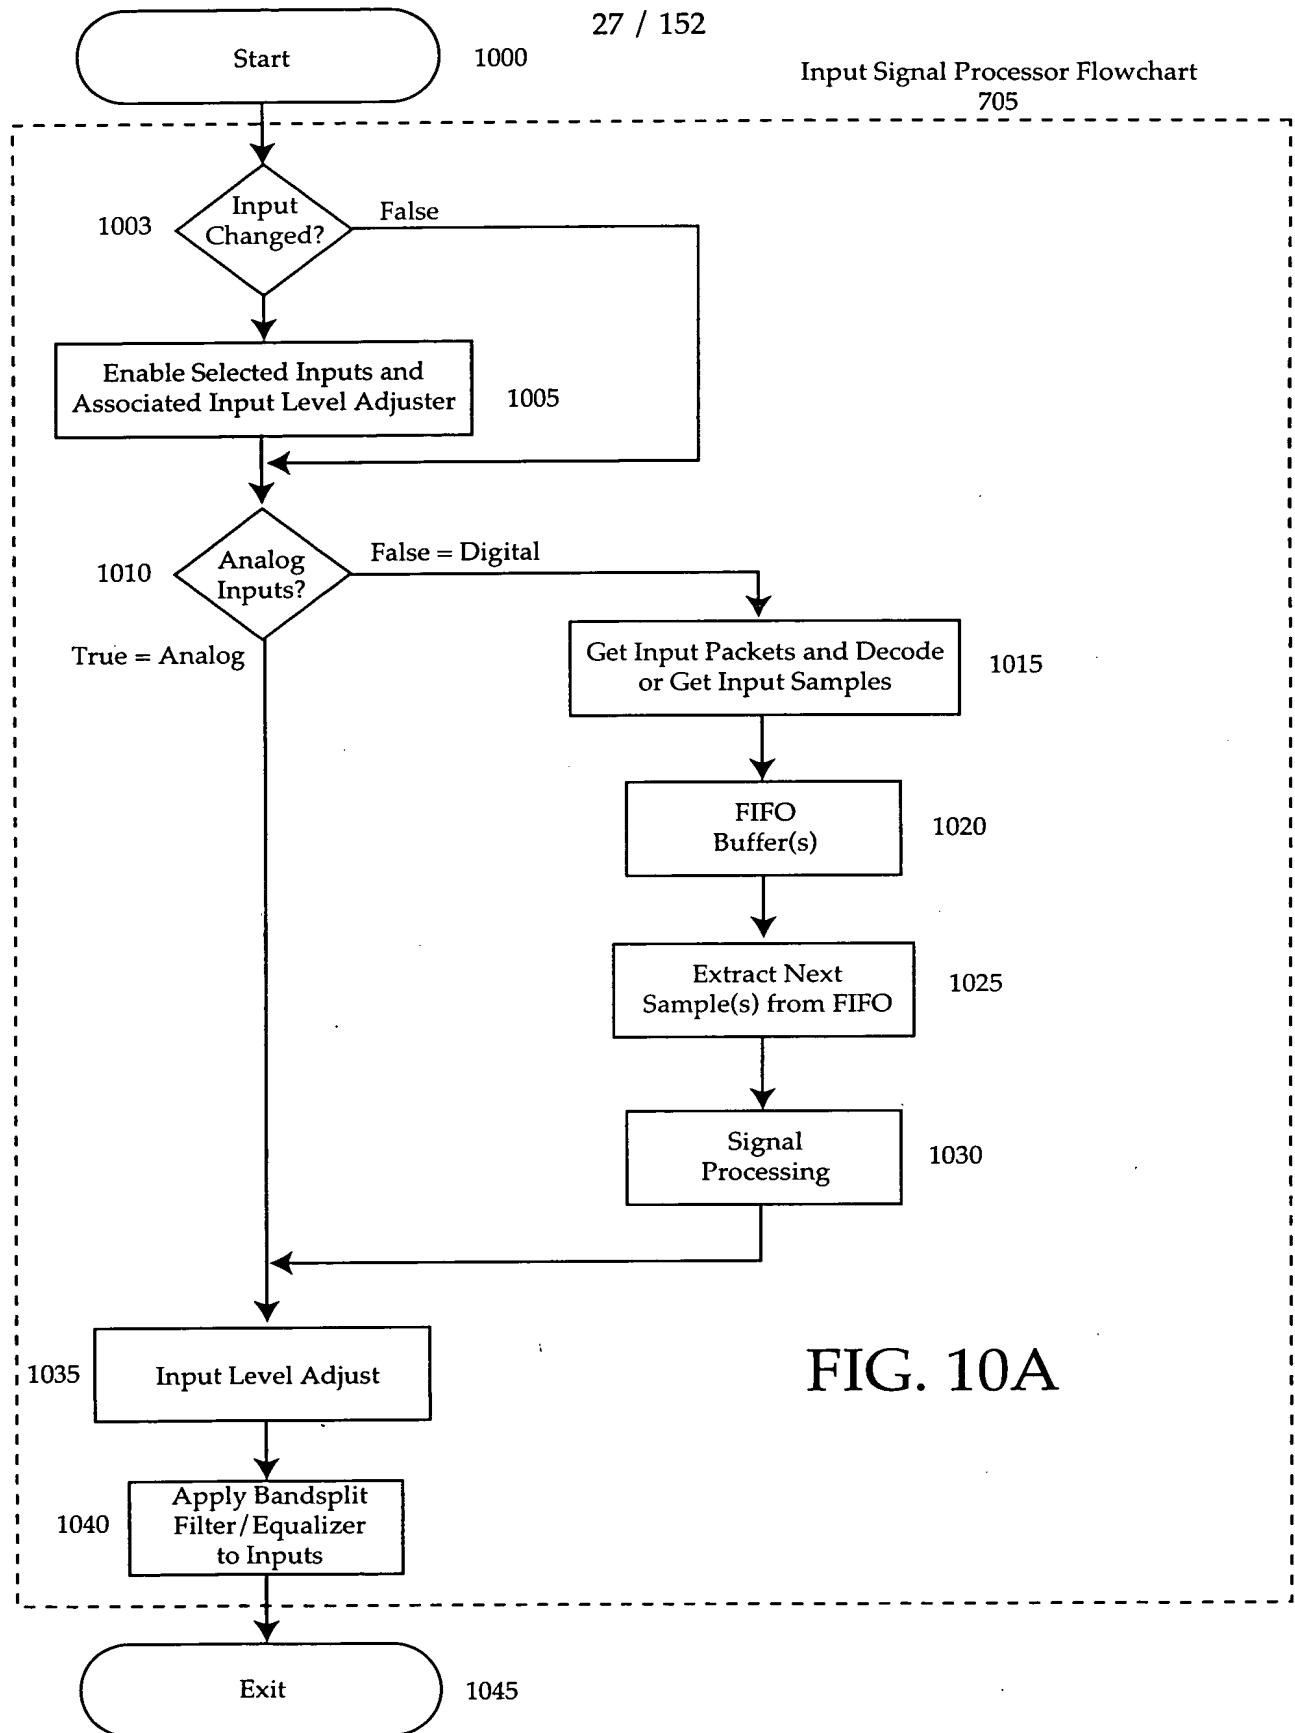 27 / 152
Start
1000
Input Signal Processor Flowchart
705
1003
Input
Changed?
False
Enable Selected Inputs and
Associated Input Level Adjuster
1005
1010
Analog
Inputs?
False = Digital
True = Analog
Get Input Packets and Decode
or Get Input Samples
1015
FIFO
Buffer(s)
1020
Extract Next
Sample(s) from FIFO
1025
Signal
Processing
1030
1035
Input Level Adjust
FIG. 10A
1040
Apply Bandsplit
Filter/Equalizer
to Inputs
Exit
1045